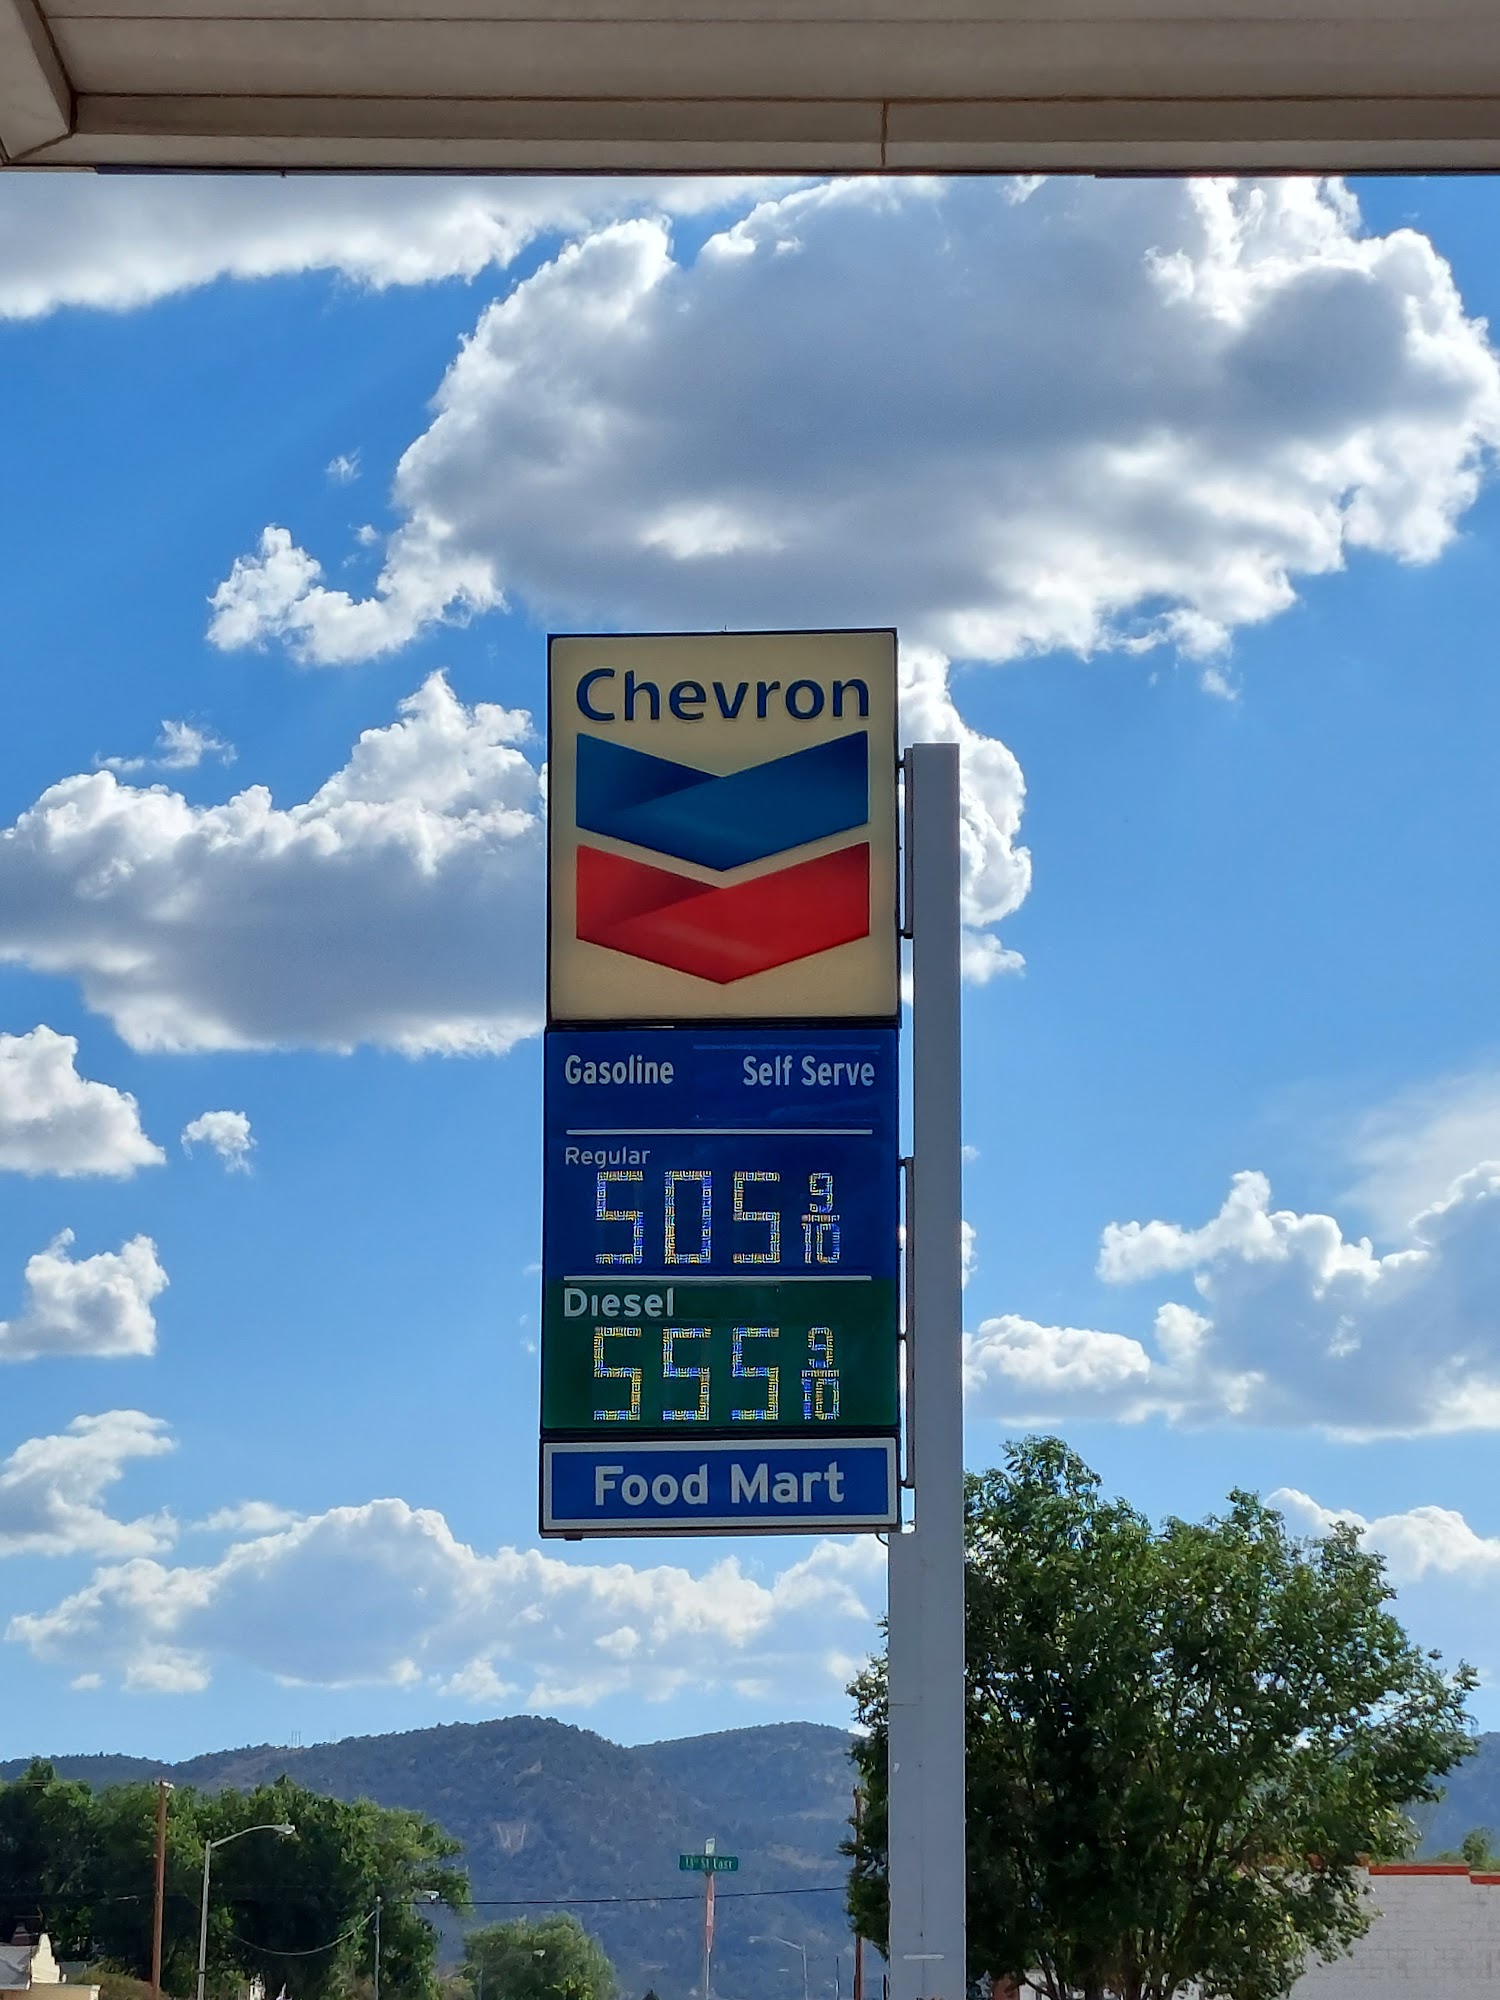 Chevron
Gasoline Self Serve
Regular
505 9/10
Diesel
555 9/10
Food Mart